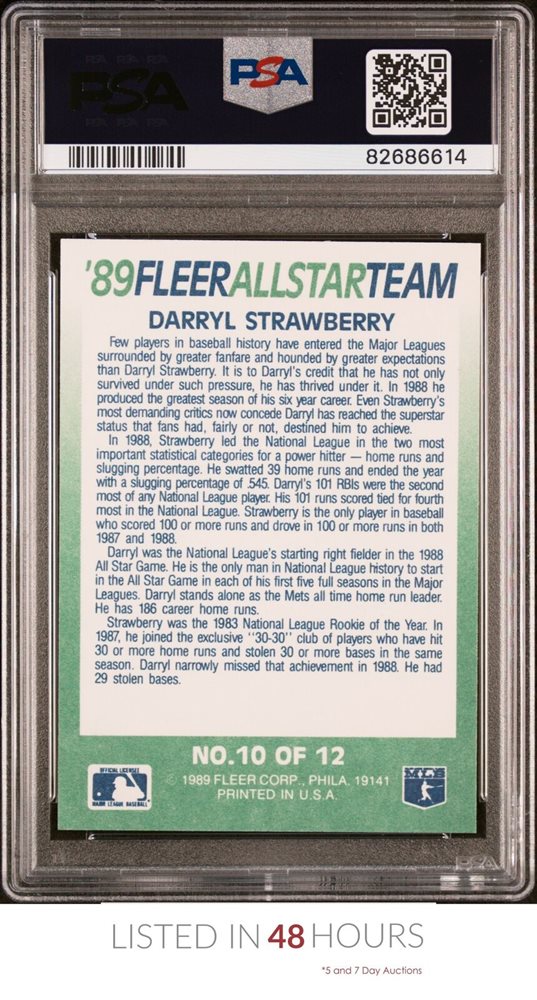 PSA
PSA
82686614
'89FLEERALLSTARTEAM
DARRYL STRAWBERRY
Few players in baseball history have entered the Major Leagues
surrounded by greater fanfare and hounded by greater expectations
than Darryl Strawberry. It is to Darryl's credit that he has not only
survived under such pressure, he has thrived under it. In 1988 he
produced the greatest season of his six year career. Even Strawberry's
most demanding critics now concede Darryl has reached the superstar
status that fans had, fairly or not, destined him to achieve.
In 1988, Strawberry led the National League in the two most
important statistical categories for a power hitter — home runs and
slugging percentage. He swatted 39 home runs and ended the year
with a slugging percentage of .545. Darryl's 101 RBIs were the second
most of any National League player. His 101 runs scored tied for fourth
most in the National League. Strawberry is the only player in baseball
who scored 100 or more runs and drove in 100 or more runs in both
1987 and 1988.
Darryl was the National League's starting right fielder in the 1988
All Star Game. He is the only man in National League history to start
in the All Star Game in each of his first five full seasons in the Major
Leagues. Darryl stands alone as the Mets all time home run leader.
He has 186 career home runs.
Strawberry was the 1983 National League Rookie of the Year. In
1987, he joined the exclusive "30-30" club of players who have hit
30 or more home runs and stolen 30 or more bases in the same
season. Darryl narrowly missed that achievement in 1988. He had
29 stolen bases.
NO.10 OF 12
© 1989 FLEER CORP., PHILA. 19141
PRINTED IN U.S.A.
OFFICIAL LICENSEE
MAJOR LEAGUE BASEBALL
MLB
PSA
LISTED IN 48 HOURS
*5 and 7 Day Auctions